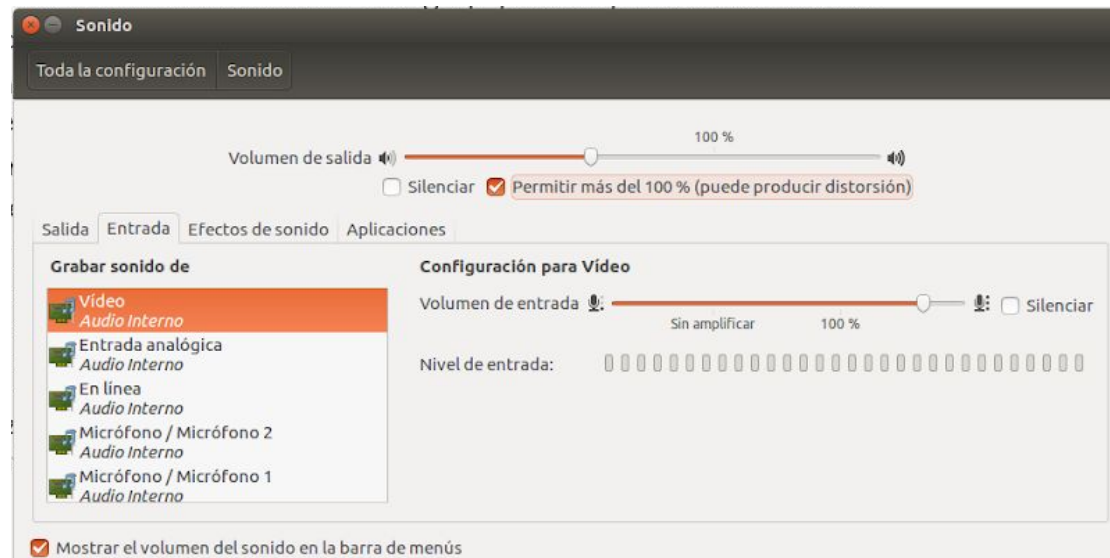 Sonido
Toda la configuración Sonido
100 %
Volumen de salida
Silenciar Permitir más del 100 % (puede producir distorsión)
Salida Entrada Efectos de sonido Aplicaciones
Grabar sonido de
Vídeo
Audio Interno
Entrada analógica
Audio Interno
En línea
Audio Interno
Micrófono / Micrófono 2
Audio Interno
Micrófono / Micrófono 1
Audio Interno
Configuración para Vídeo
Volumen de entrada Silenciar
Sin amplificar 100 %
Nivel de entrada:
Mostrar el volumen del sonido en la barra de menús